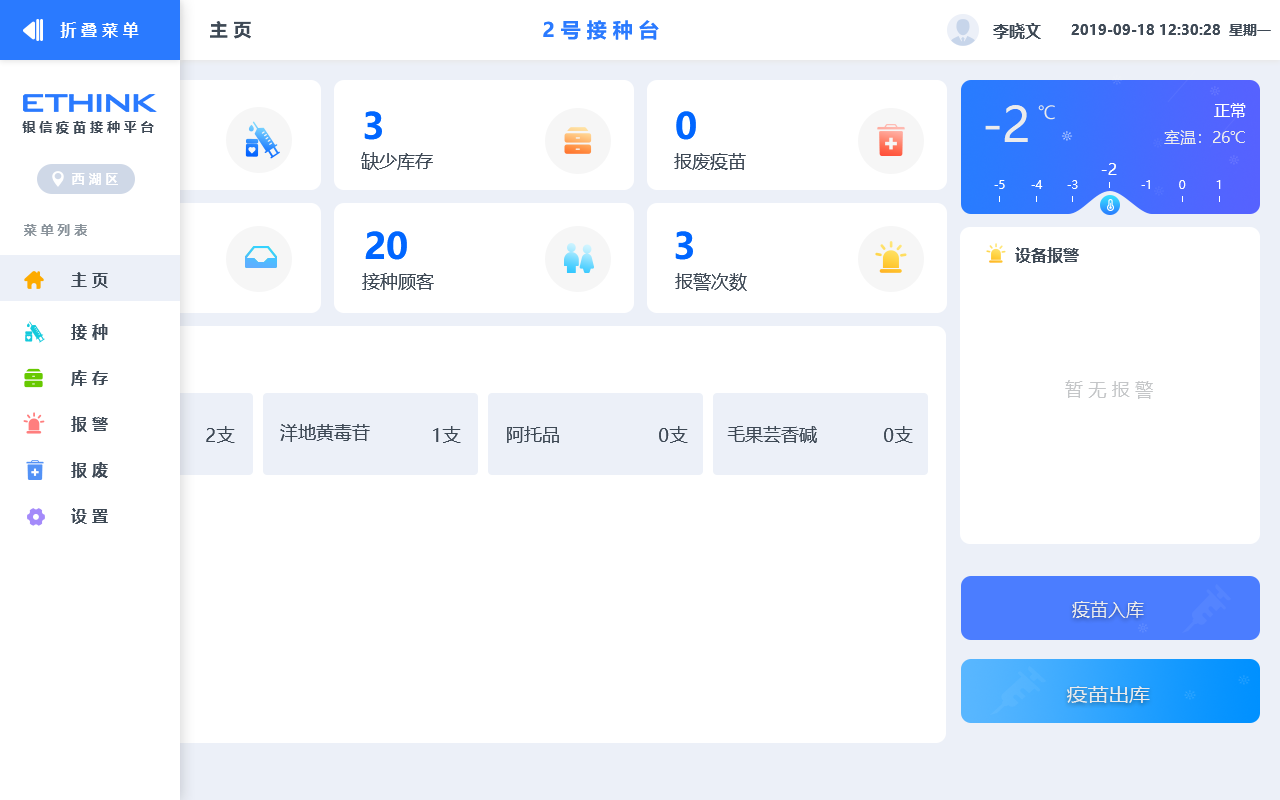 折叠菜单
主页
2号接种台
李晓文
2019-09-18 12:30:28 星期一
ETHINK
银信疫苗接种平台
西湖区
菜单列表
主页
接种
库存
报警
报废
设置
3
缺少库存
0
报废疫苗
20
接种顾客
3
报警次数
2支
洋地黄毒苷 1支
阿托品 0支
毛果芸香碱 0支
-2 ℃
正常
室温：26℃
-5 -4 -3 -2 -1 0 1
设备报警
暂无报警
疫苗入库
疫苗出库